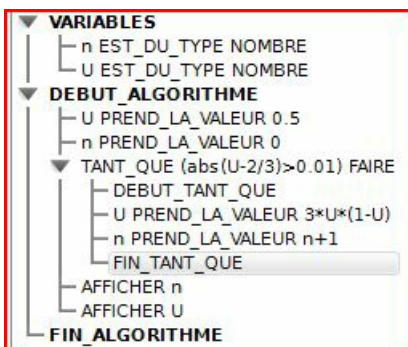 VARIABLES
n EST_DU_TYPE NOMBRE
U EST_DU_TYPE NOMBRE
DEBUT_ALGORITHME
U PREND_LA_VALEUR 0.5
n PREND_LA_VALEUR 0
TANT_QUE (abs(U-2/3)>0.01) FAIRE
DEBUT_TANT_QUE
U PREND_LA_VALEUR 3*U*(1-U)
n PREND_LA_VALEUR n+1
FIN_TANT_QUE
AFFICHER n
AFFICHER U
FIN_ALGORITHME